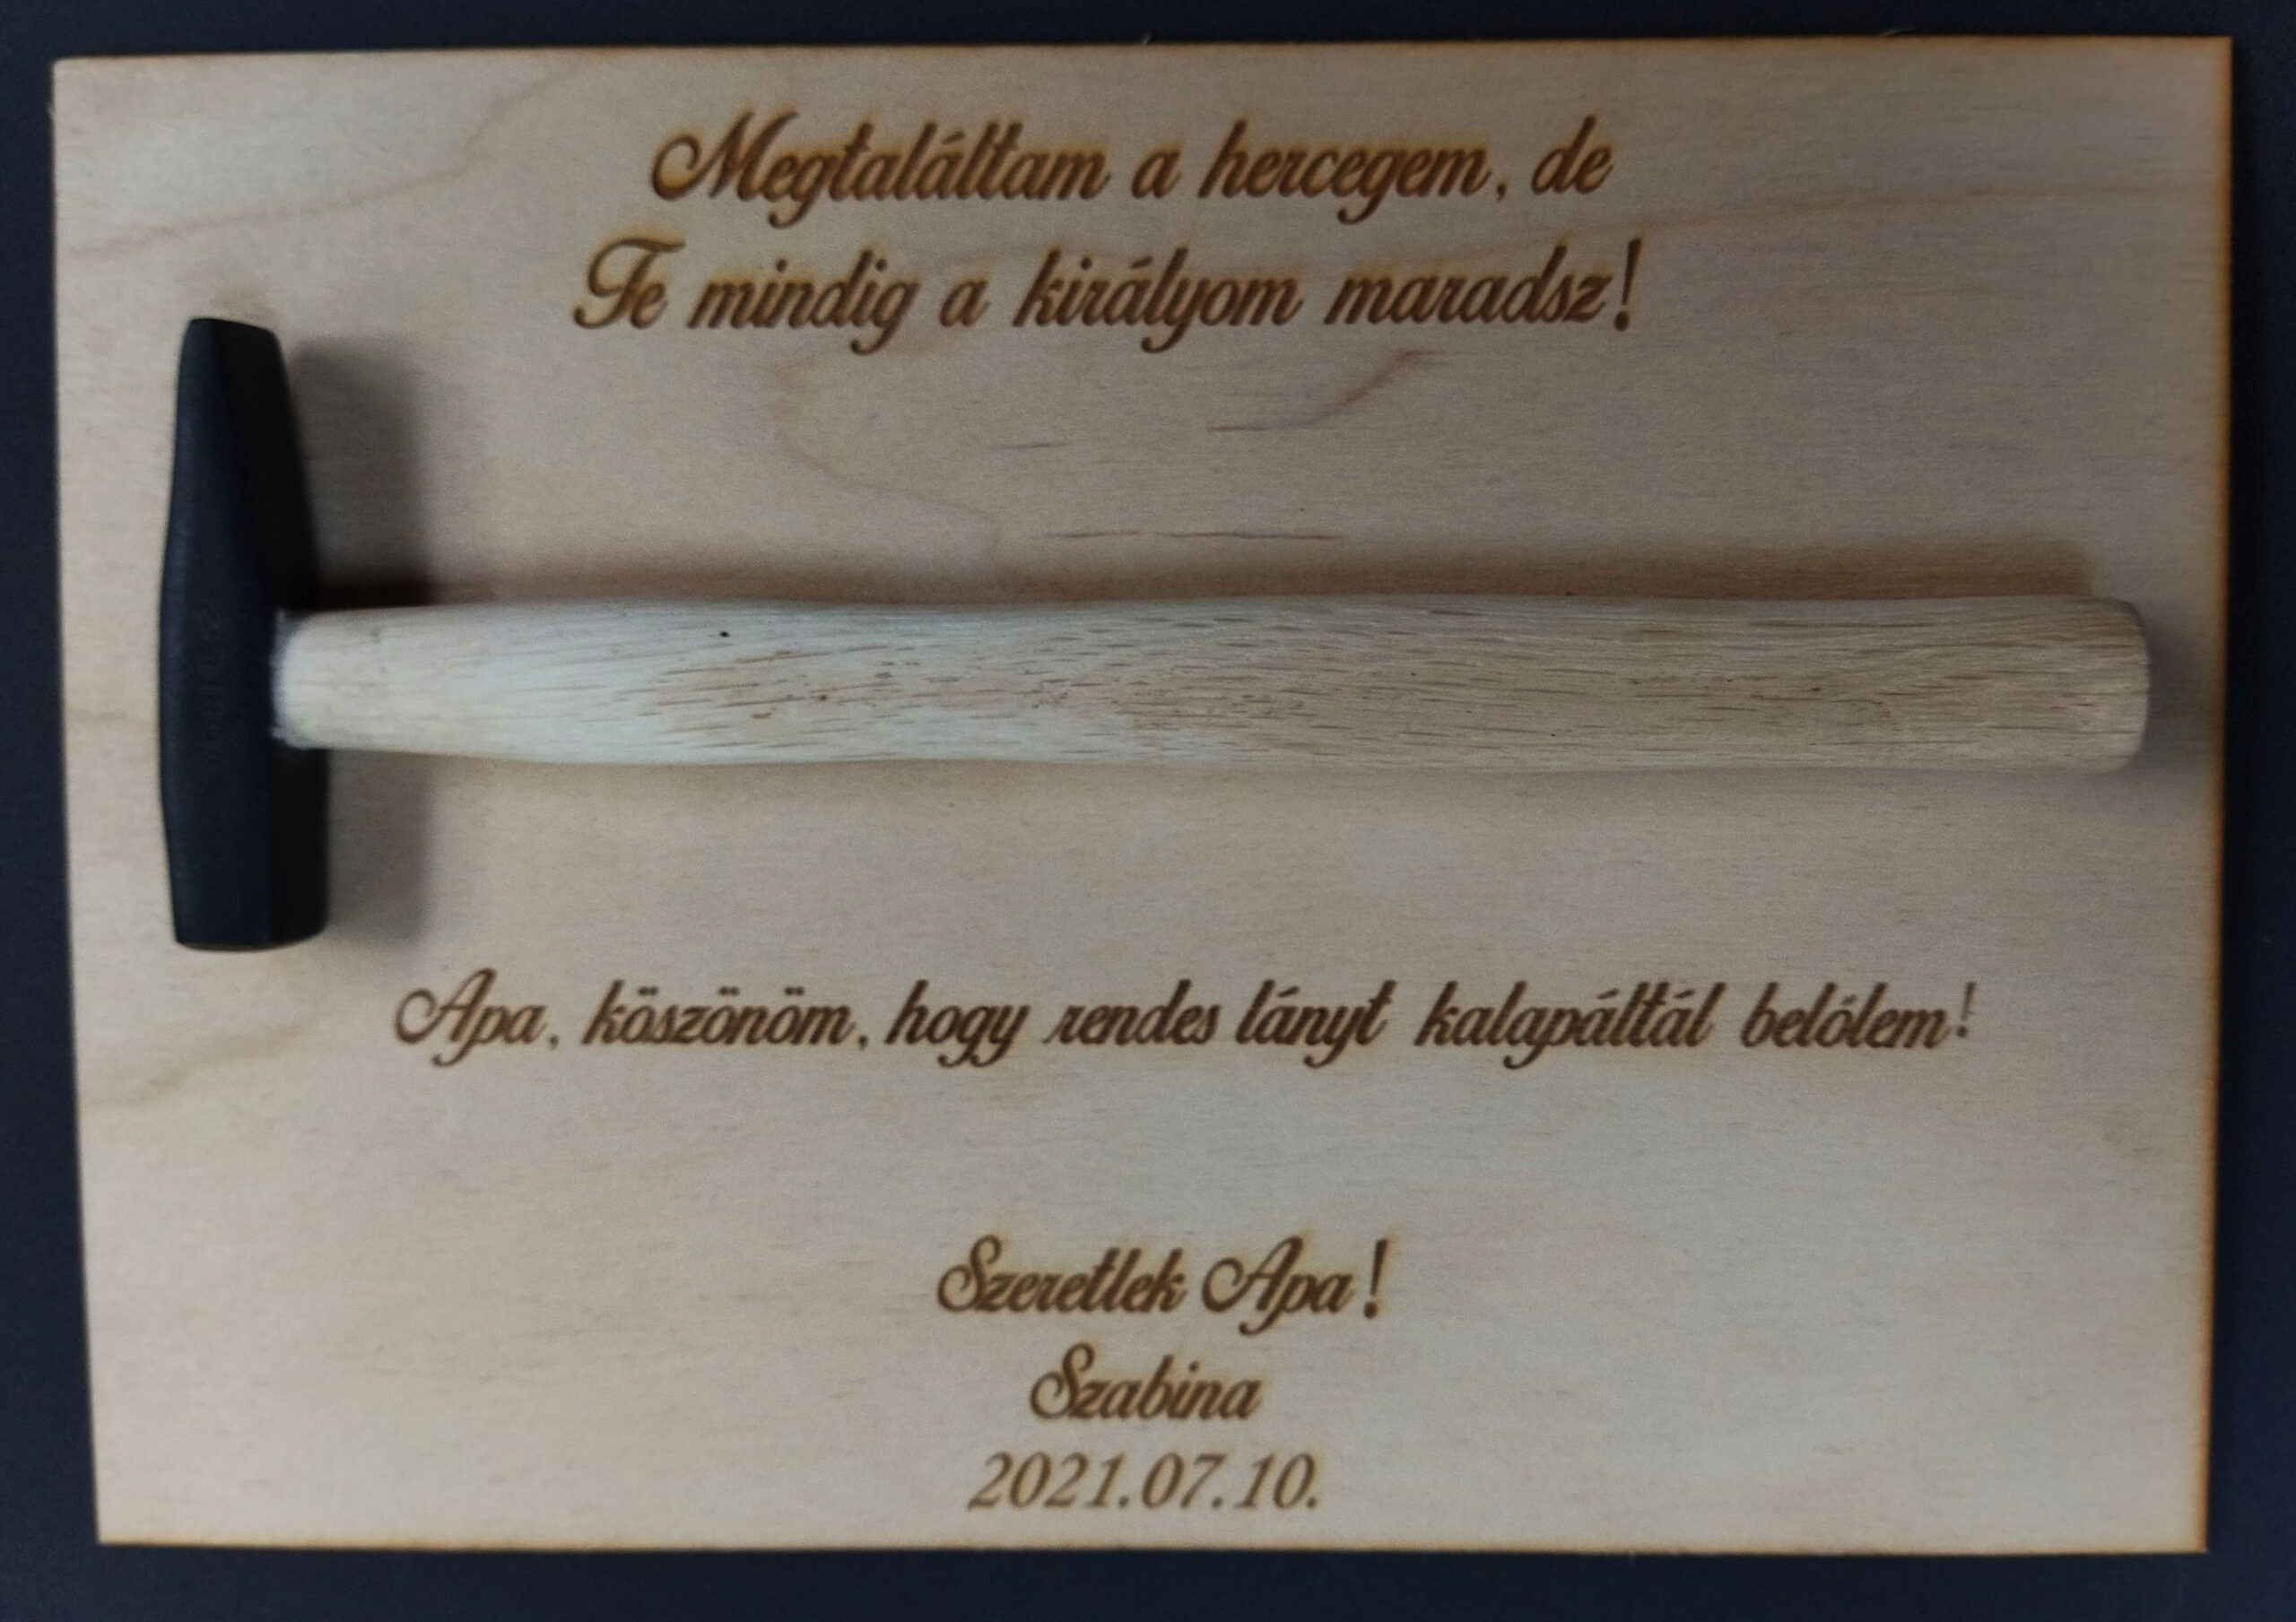 Megtaláltam a hercegem, de
Te mindig a királyom maradsz!
Apa, köszönöm, hogy rendes lányt kalapáltál belőlem!
Szeretlek Apa!
Szabina
2021.07.10.